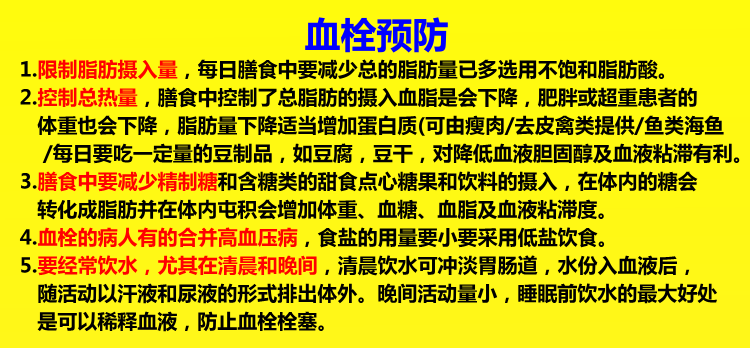 血栓预防
1.限制脂肪摄入量，每日膳食中要减少总的脂肪量已多选用不饱和脂肪酸。
2.控制总热量，膳食中控制了总脂肪的摄入血脂是会下降，肥胖或超重患者的
体重也会下降，脂肪量下降适当增加蛋白质(可由瘦肉/去皮禽类提供/鱼类海鱼
/每日要吃一定量的豆制品，如豆腐，豆干，对降低血液胆固醇及血液粘滞有利。
3.膳食中要减少精制糖和含糖类的甜食点心糖果和饮料的摄入，在体内的糖会
转化成脂肪并在体内屯积会增加体重、血糖、血脂及血液粘滞度。
4.血栓的病人有的合并高血压病，食盐的用量要小要采用低盐饮食。
5.要经常饮水，尤其在清晨和晚间，清晨饮水可冲淡胃肠道，水份入血液后，
随活动以汗液和尿液的形式排出体外。晚间活动量小，睡眠前饮水的最大好处
是可以稀释血液，防止血栓栓塞。